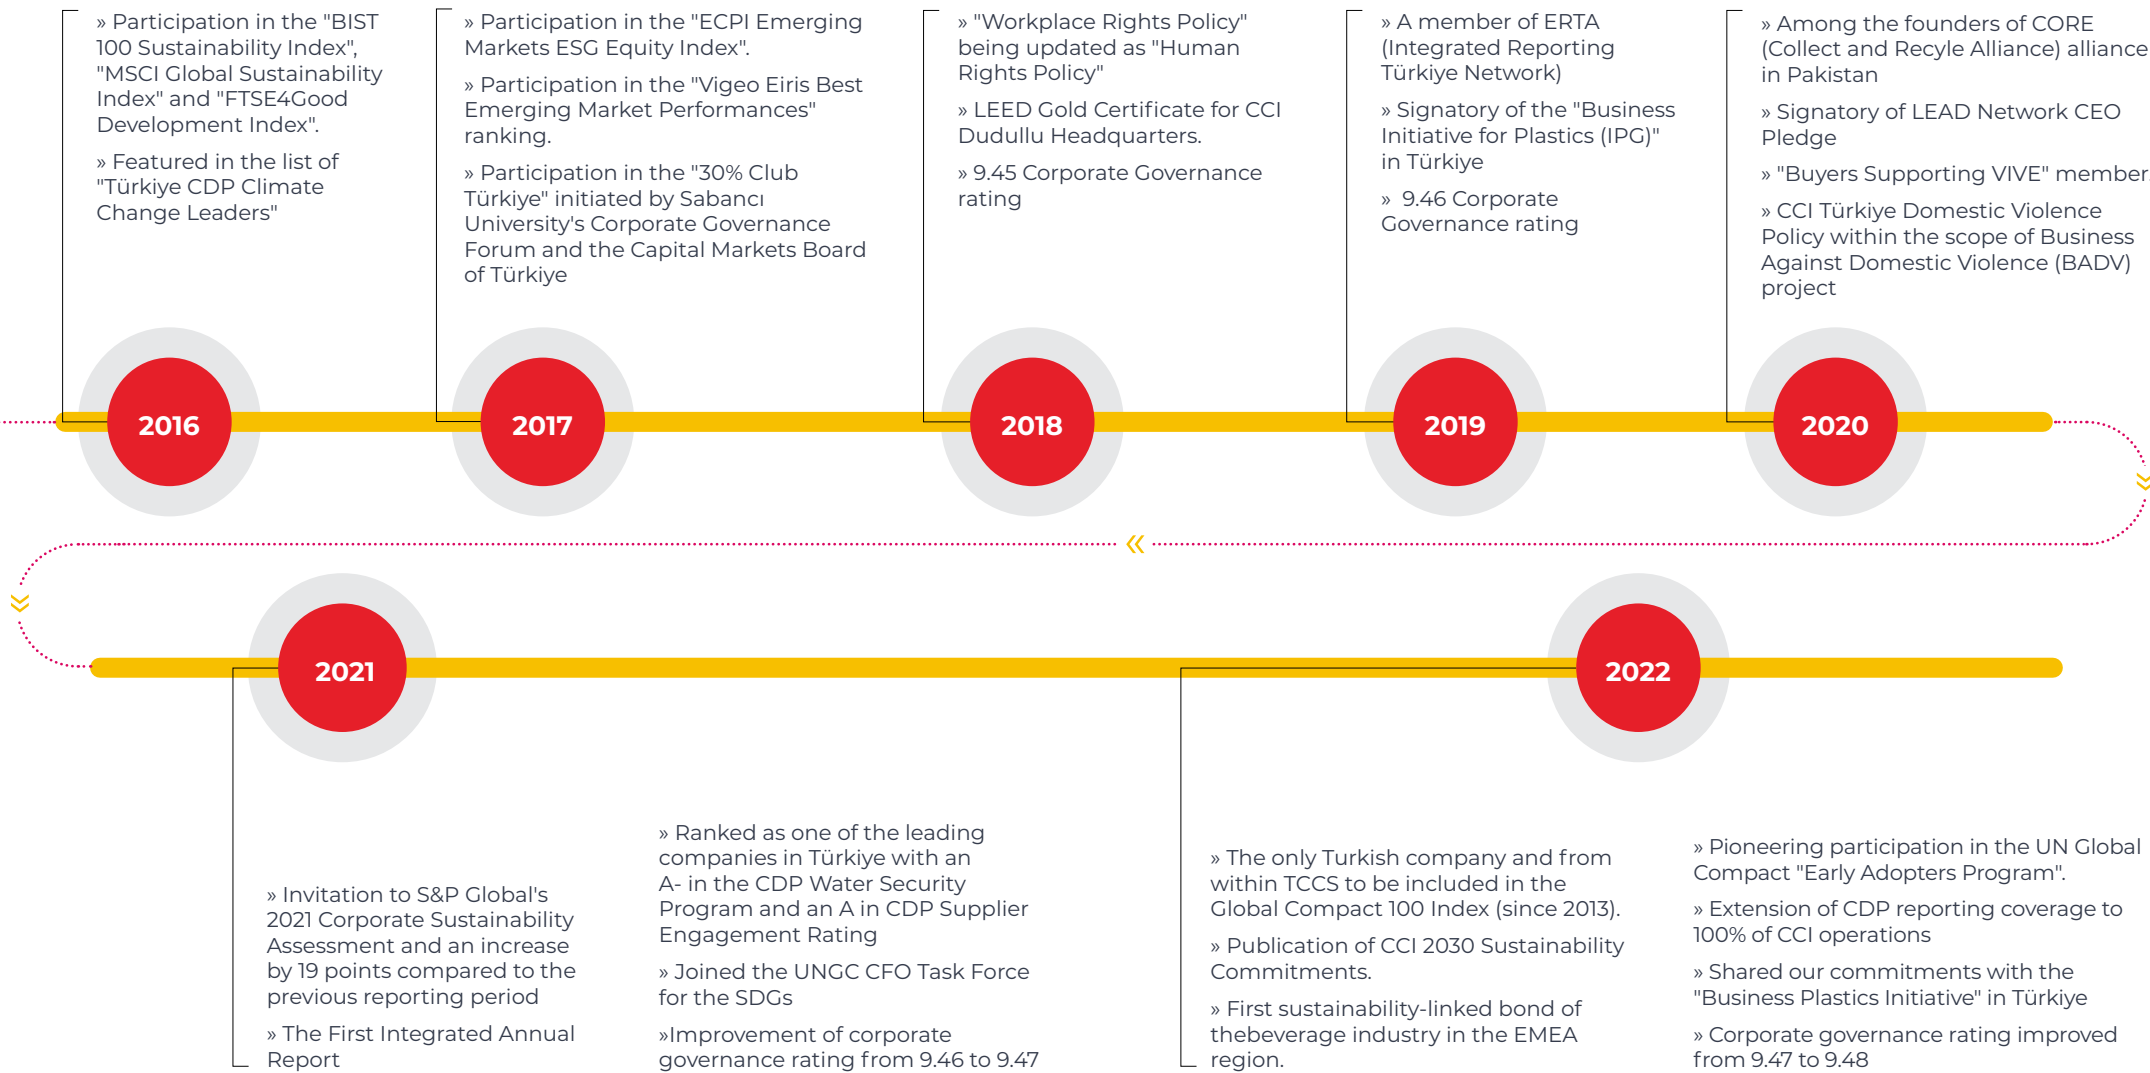 » Participation in the "BIST
100 Sustainability Index",
"MSCI Global Sustainability
Index" and "FTSE4Good
Development Index".
» Featured in the list of
"Türkiye CDP Climate
Change Leaders"
» Participation in the "ECPI Emerging
Markets ESG Equity Index".
» Participation in the "Vigeo Eiris Best
Emerging Market Performances"
ranking.
» Participation in the "30% Club
Türkiye" initiated by Sabancı
University's Corporate Governance
Forum and the Capital Markets Board
of Türkiye
» "Workplace Rights Policy"
being updated as "Human
Rights Policy"
» LEED Gold Certificate for CCI
Dudullu Headquarters.
» 9.45 Corporate Governance
rating
» A member of ERTA
(Integrated Reporting
Türkiye Network)
» Signatory of the "Business
Initiative for Plastics (IPG)"
in Türkiye
» 9.46 Corporate
Governance rating
» Among the founders of CORE
(Collect and Recyle Alliance) alliance
in Pakistan
» Signatory of LEAD Network CEO
Pledge
» "Buyers Supporting VIVE" member.
» CCI Türkiye Domestic Violence
Policy within the scope of Business
Against Domestic Violence (BADV)
project
2016
2017
2018
2019
2020
2021
2022
» Invitation to S&P Global's
2021 Corporate Sustainability
Assessment and an increase
by 19 points compared to the
previous reporting period
» The First Integrated Annual
Report
» Ranked as one of the leading
companies in Türkiye with an
A- in the CDP Water Security
Program and an A in CDP Supplier
Engagement Rating
» Joined the UNGC CFO Task Force
for the SDGs
»Improvement of corporate
governance rating from 9.46 to 9.47
» The only Turkish company and from
within TCCS to be included in the
Global Compact 100 Index (since 2013).
» Publication of CCI 2030 Sustainability
Commitments.
» First sustainability-linked bond of
thebeverage industry in the EMEA
region.
» Pioneering participation in the UN Global
Compact "Early Adopters Program".
» Extension of CDP reporting coverage to
100% of CCI operations
» Shared our commitments with the
"Business Plastics Initiative" in Türkiye
» Corporate governance rating improved
from 9.47 to 9.48